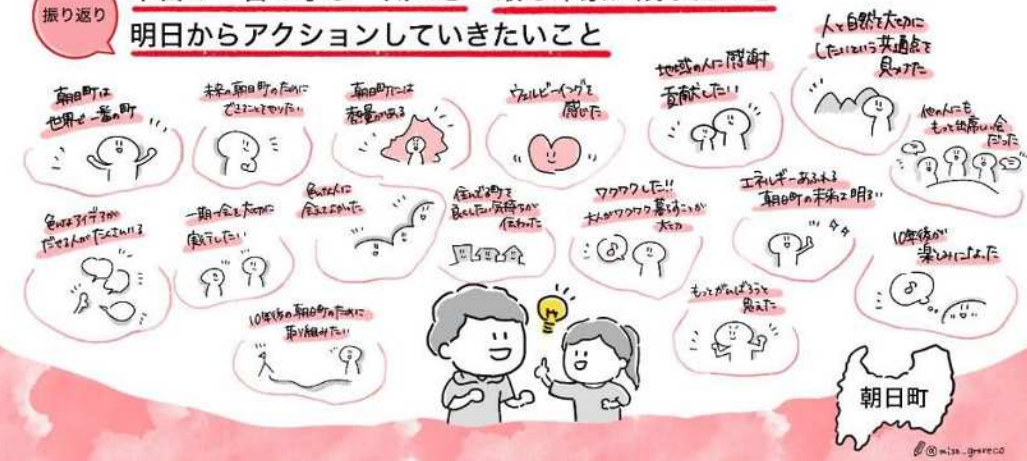 振り返り
明日からアクションしていきたいこと
朝日町は
世界で一番の町
未来の朝日町のために
できることをやりたい
朝日町には
熱量がある
ウェルビーイングを
感じた
地域の人に感謝
貢献したい
人と自然を大切に
したいという共通点を
見つけた
他の人にも
もっと出席しい会
だった
色んなアイデアが
だせる人がたくさんいる
一期一会を大切に
実行したい
色んな人に
会えてよかった
住んでる町を
良くしたい気持ちが
伝わった
ワクワクした!!
大人がワクワク暮らすことが
大切
エネルギーあふれる
朝日町の未来は明るい
10年後が
楽しみになった
10年後の朝日町のために
取り組みたい
もっとがんばろうと
思えた
朝日町